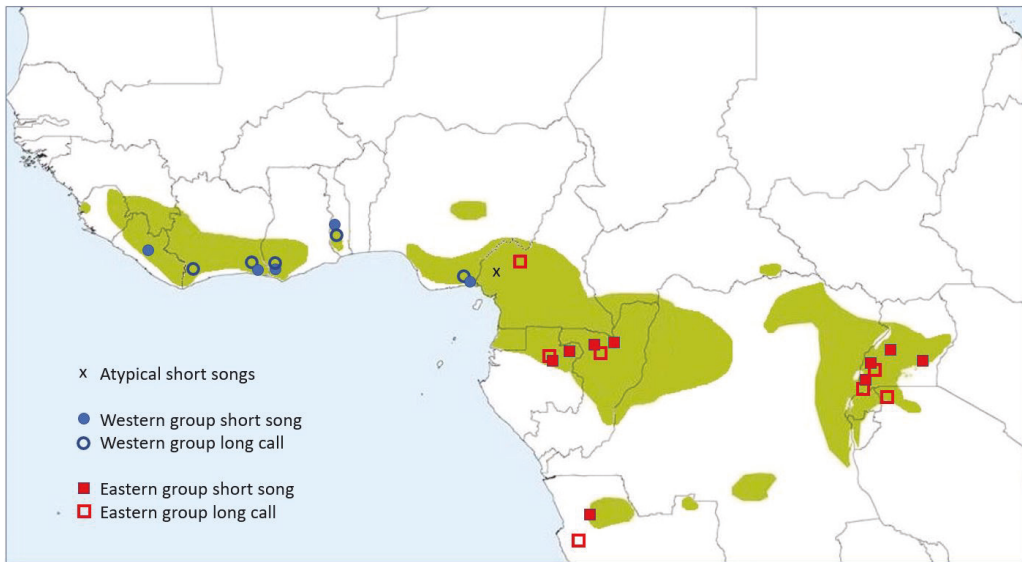 x Atypical short songs
Western group short song
Western group long call
Eastern group short song
Eastern group long call
x